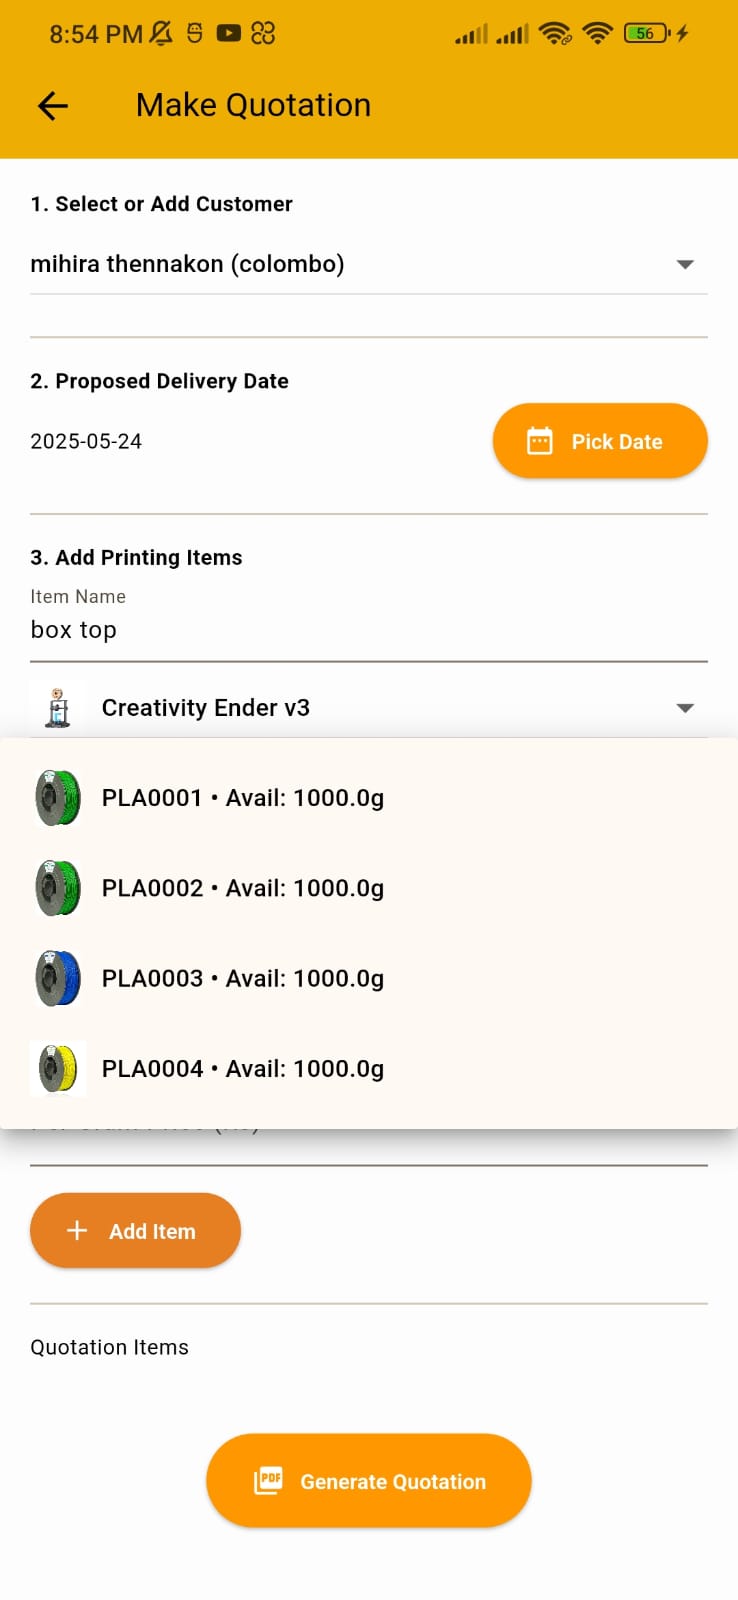 8:54 PM
56
Make Quotation
1. Select or Add Customer
mihira thennakon (colombo)
2. Proposed Delivery Date
2025-05-24
Pick Date
3. Add Printing Items
Item Name
box top
Creativity Ender v3
PLA0001 • Avail: 1000.0g
PLA0002 • Avail: 1000.0g
PLA0003 • Avail: 1000.0g
PLA0004 • Avail: 1000.0g
Add Item
Quotation Items
PDF
Generate Quotation